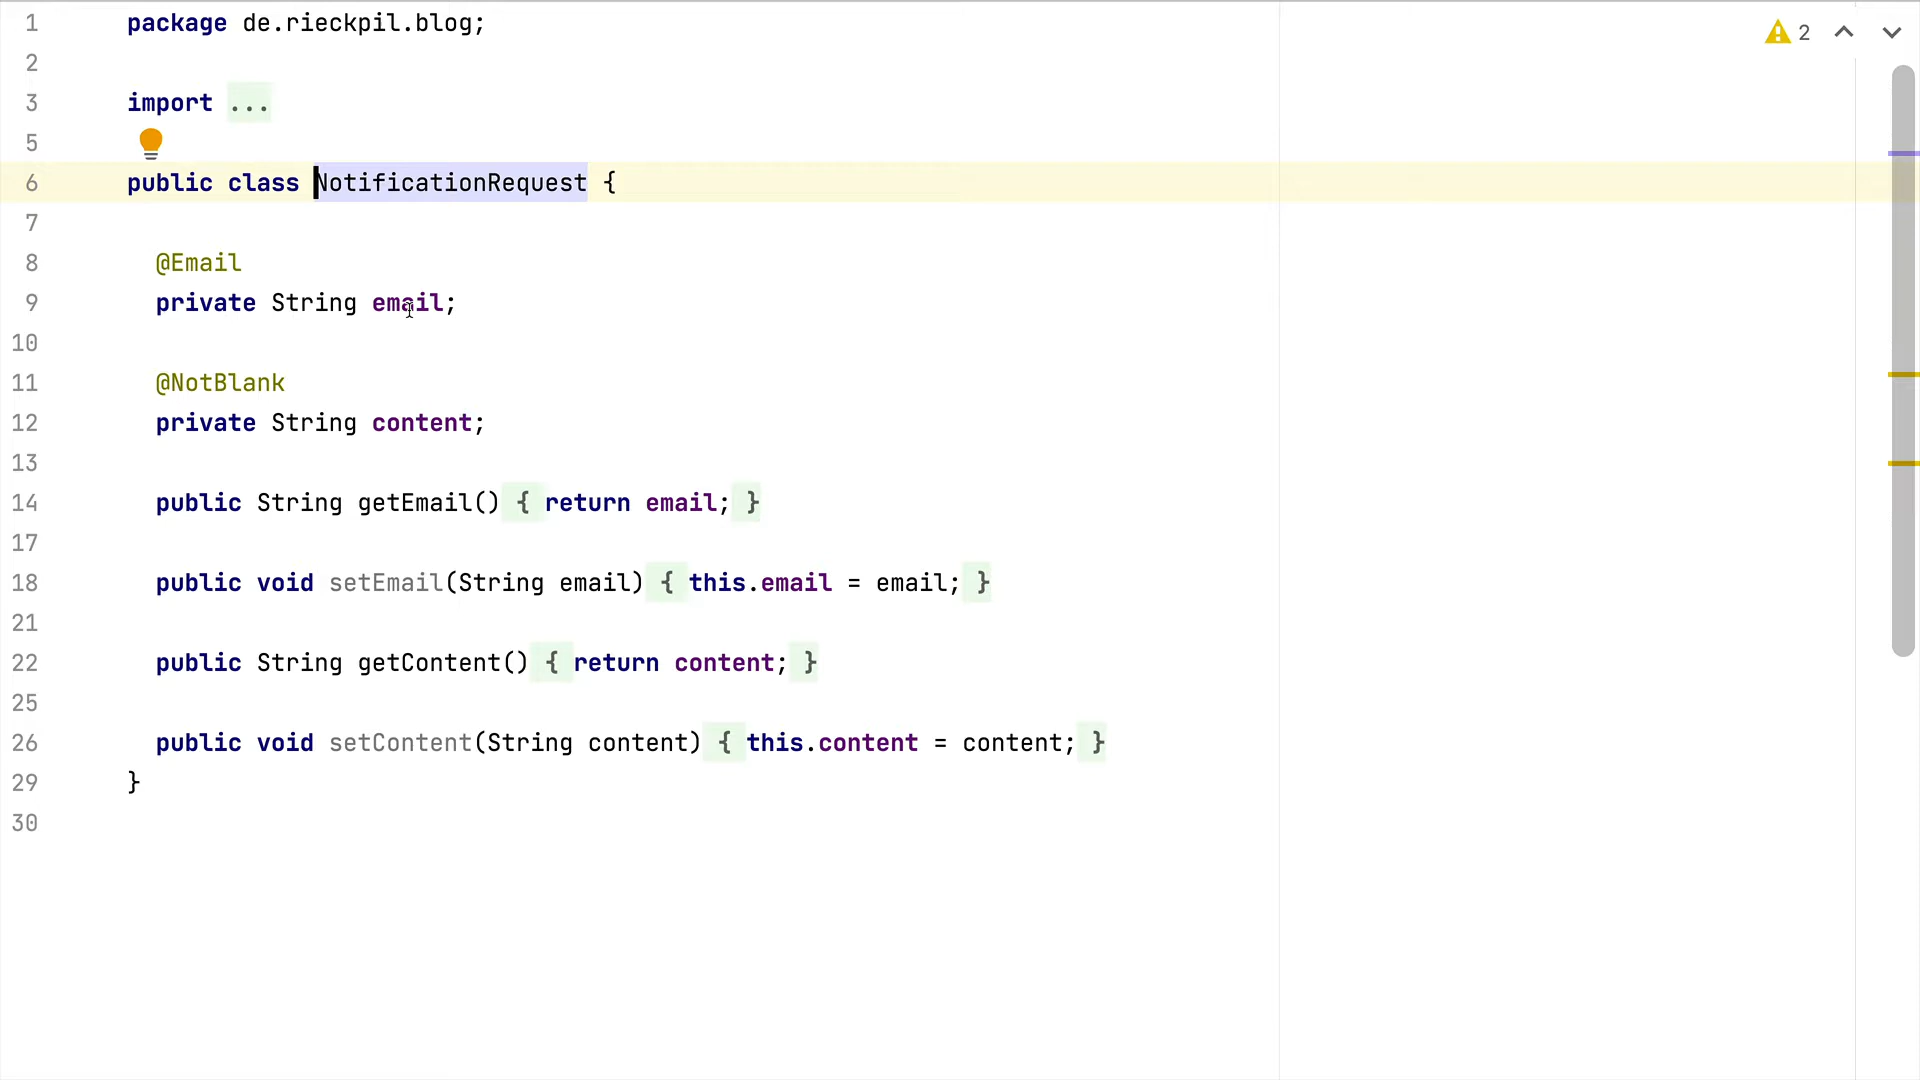 1 package de.rieckpil.blog;
2
3 import ...
5
6 public class NotificationRequest {
7
8 @Email
9 private String email;
10
11 @NotBlank
12 private String content;
13
14 public String getEmail() { return email; }
17
18 public void setEmail(String email) { this.email = email; }
21
22 public String getContent() { return content; }
25
26 public void setContent(String content) { this.content = content; }
29 }
30
2